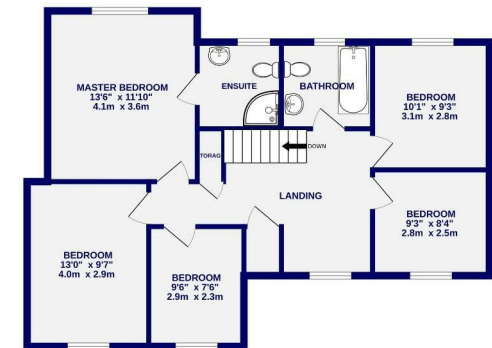 MASTER BEDROOM
13'6" x 11'10"
4.1m x 3.6m
ENSUITE
BATHROOM
BEDROOM
10'1" x 9'3"
3.1m x 2.8m
TORAG
DOWN
LANDING
BEDROOM
9'3" x 8'4"
2.8m x 2.5m
BEDROOM
13'0" x 9'7"
4.0m x 2.9m
BEDROOM
9'6" x 7'6"
2.9m x 2.3m